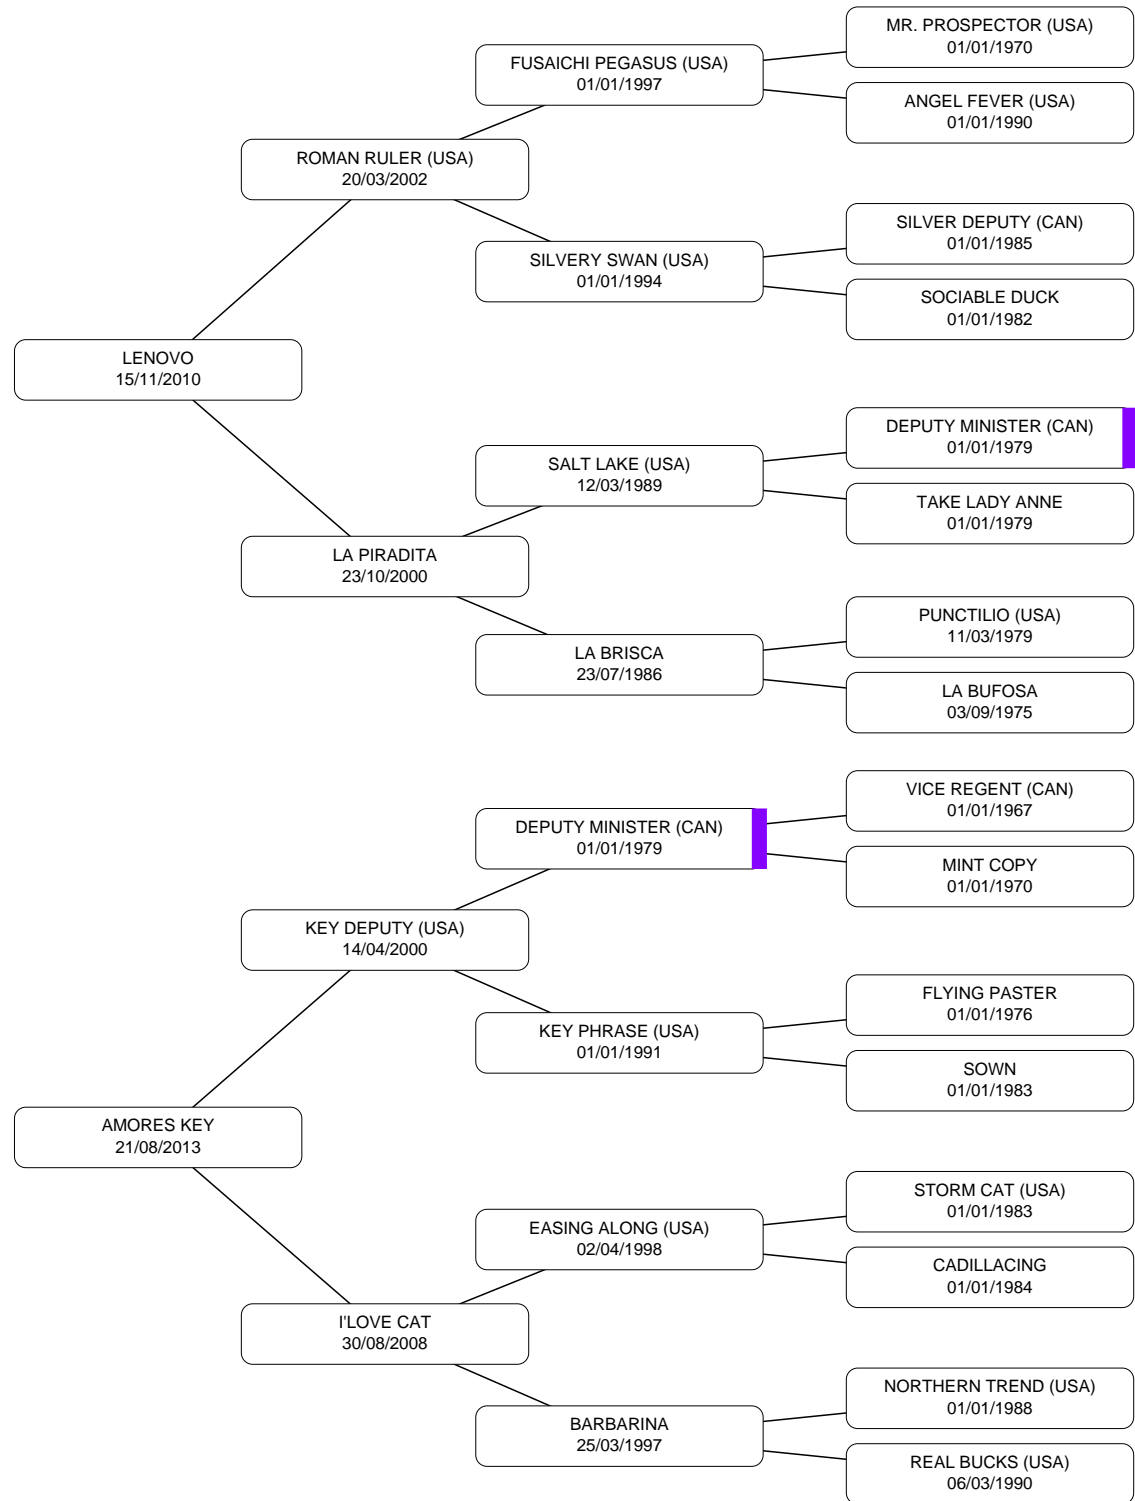 MR. PROSPECTOR (USA)
01/01/1970
FUSAICHI PEGASUS (USA)
01/01/1997
ANGEL FEVER (USA)
01/01/1990
ROMAN RULER (USA)
20/03/2002
SILVER DEPUTY (CAN)
01/01/1985
SILVERY SWAN (USA)
01/01/1994
SOCIABLE DUCK
01/01/1982
LENOVO
15/11/2010
DEPUTY MINISTER (CAN)
01/01/1979
SALT LAKE (USA)
12/03/1989
TAKE LADY ANNE
01/01/1979
LA PIRADITA
23/10/2000
PUNCTILIO (USA)
11/03/1979
LA BRISCA
23/07/1986
LA BUFOSA
03/09/1975
VICE REGENT (CAN)
01/01/1967
DEPUTY MINISTER (CAN)
01/01/1979
MINT COPY
01/01/1970
KEY DEPUTY (USA)
14/04/2000
FLYING PASTER
01/01/1976
KEY PHRASE (USA)
01/01/1991
SOWN
01/01/1983
AMORES KEY
21/08/2013
STORM CAT (USA)
01/01/1983
EASING ALONG (USA)
02/04/1998
CADILLACING
01/01/1984
I'LOVE CAT
30/08/2008
NORTHERN TREND (USA)
01/01/1988
BARBARINA
25/03/1997
REAL BUCKS (USA)
06/03/1990